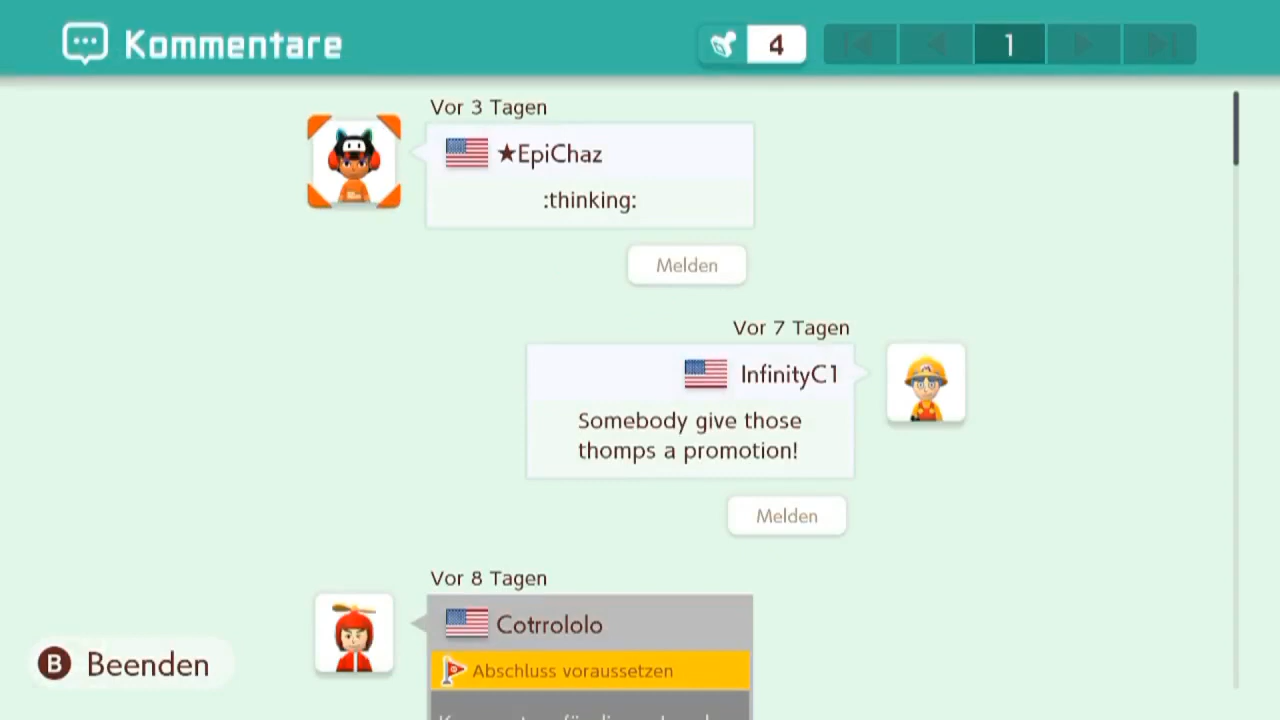 Kommentare
4
1
Vor 3 Tagen
★EpiChaz
:thinking:
Melden
Vor 7 Tagen
InfinityC1
Somebody give those
thomps a promotion!
Melden
Vor 8 Tagen
Cotrrololo
Abschluss voraussetzen
B Beenden